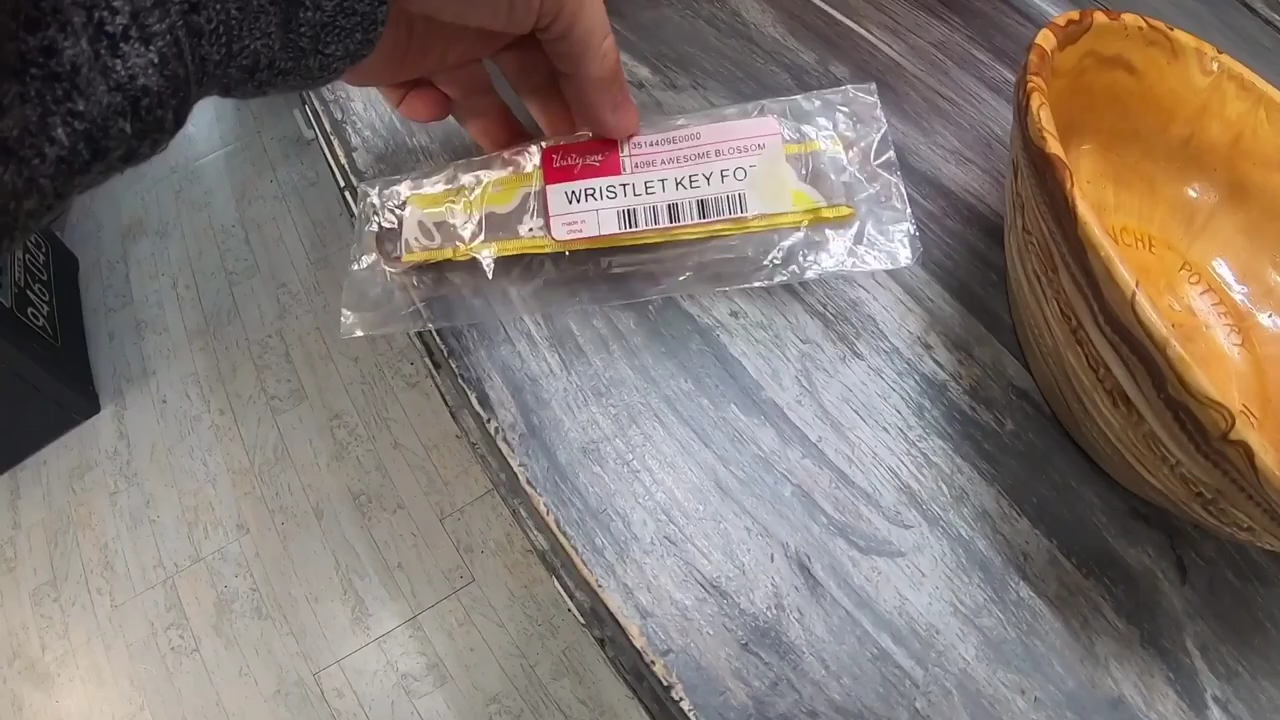 thirty-one
3514409E0000
409E AWESOME BLOSSOM
WRISTLET KEY FO
made in
china
NCHE POTTERY